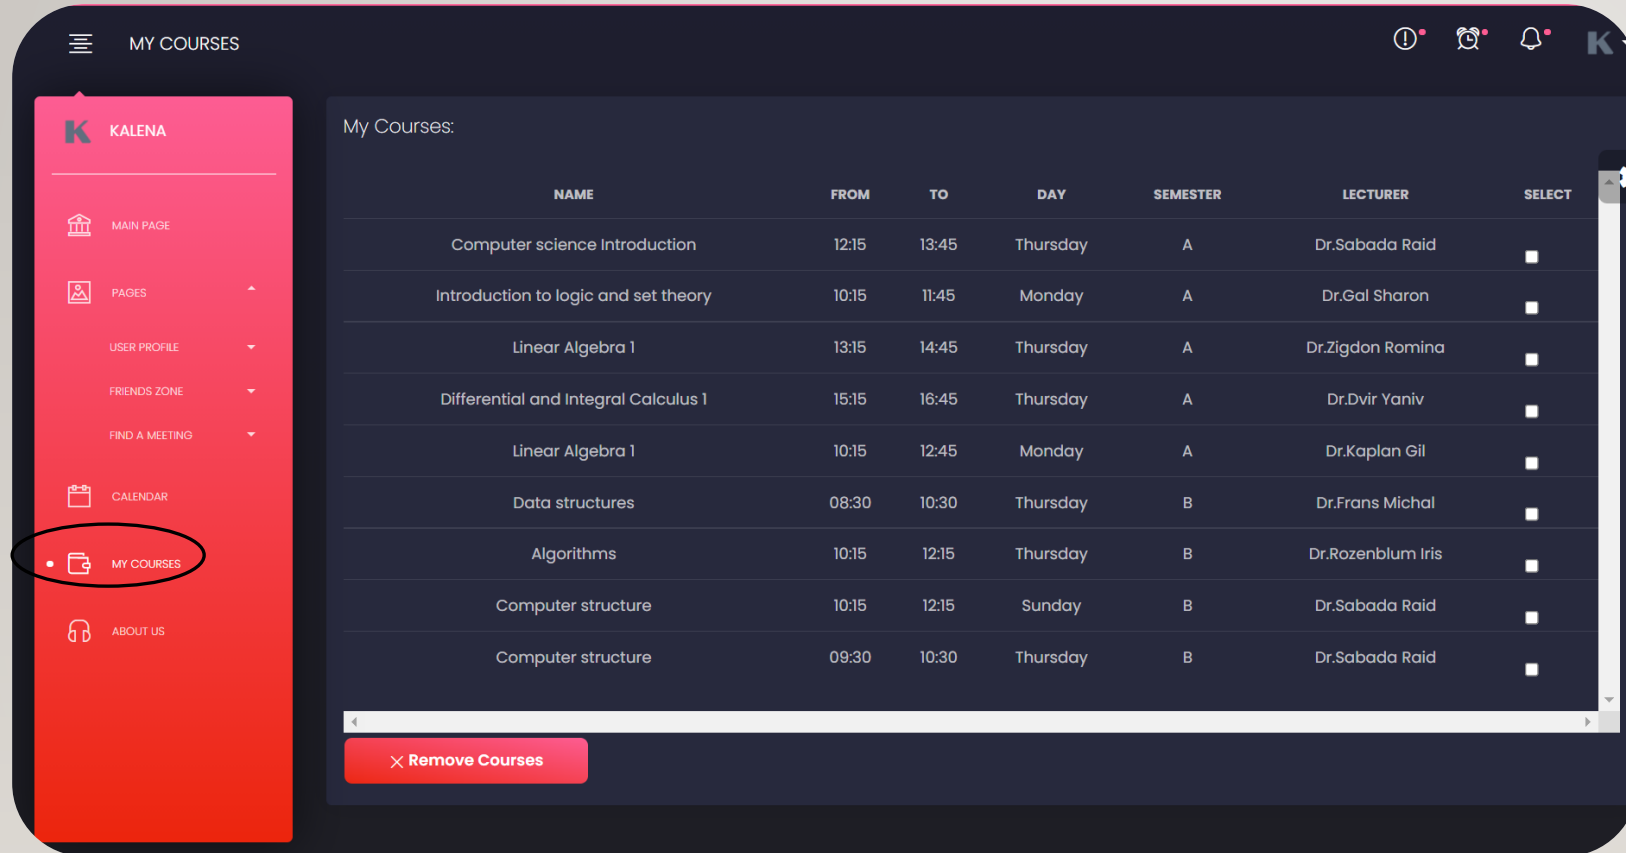 MY COURSES
K
K KALENA
MAIN PAGE
PAGES
USER PROFILE
FRIENDS ZONE
FIND A MEETING
CALENDAR
MY COURSES
ABOUT US
My Courses:
NAME FROM TO DAY SEMESTER LECTURER SELECT
Computer science Introduction 12:15 13:45 Thursday A Dr.Sabada Raid
Introduction to logic and set theory 10:15 11:45 Monday A Dr.Gal Sharon
Linear Algebra 1 13:15 14:45 Thursday A Dr.Zigdon Romina
Differential and Integral Calculus 1 15:15 16:45 Thursday A Dr.Dvir Yaniv
Linear Algebra 1 10:15 12:45 Monday A Dr.Kaplan Gil
Data structures 08:30 10:30 Thursday B Dr.Frans Michal
Algorithms 10:15 12:15 Thursday B Dr.Rozenblum Iris
Computer structure 10:15 12:15 Sunday B Dr.Sabada Raid
Computer structure 09:30 10:30 Thursday B Dr.Sabada Raid
Remove Courses